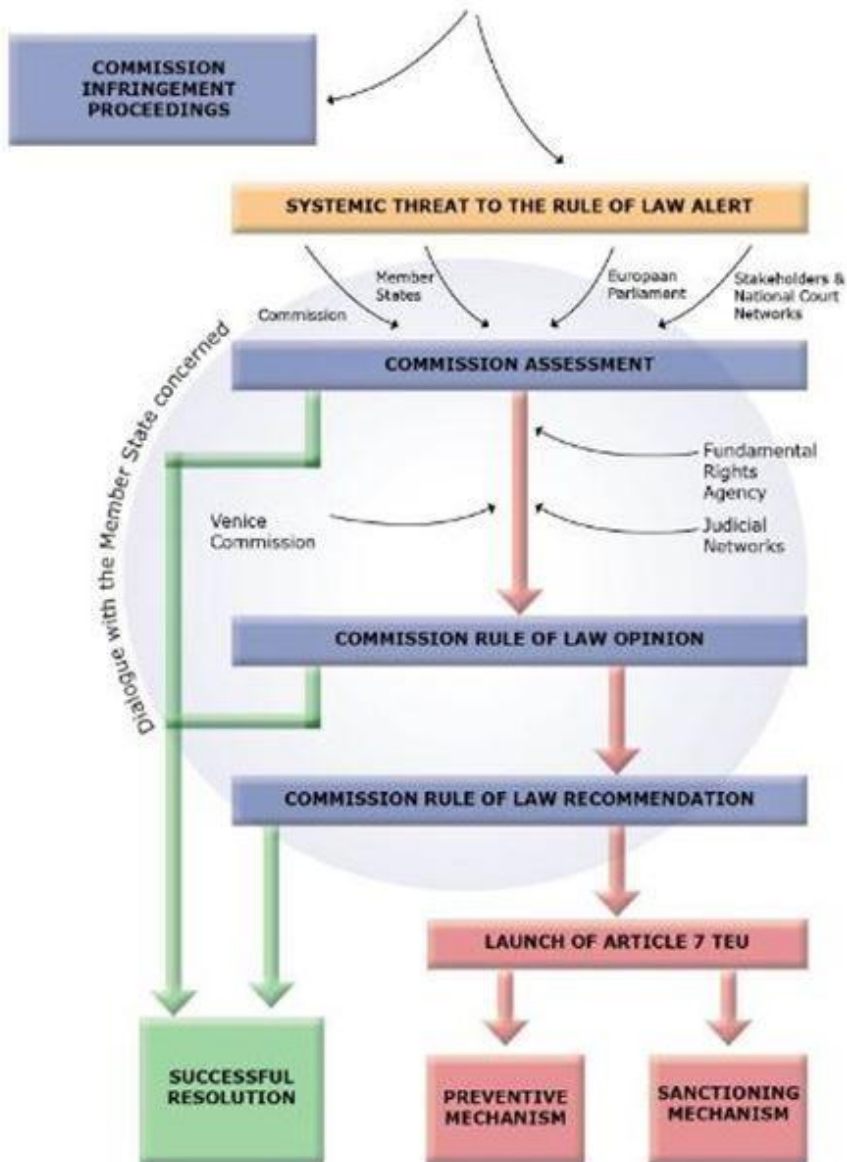 COMMISSION
INFRINGEMENT
PROCEEDINGS
SYSTEMIC THREAT TO THE RULE OF LAW ALERT
Commission
Member
States
European
Parliament
Stakeholders &
National Court
Networks
Dialogue with the Member State concerned
COMMISSION ASSESSMENT
Fundamental
Rights
Agency
Venice
Commission
Judicial
Networks
COMMISSION RULE OF LAW OPINION
COMMISSION RULE OF LAW RECOMMENDATION
LAUNCH OF ARTICLE 7 TEU
SUCCESSFUL
RESOLUTION
PREVENTIVE
MECHANISM
SANCTIONING
MECHANISM